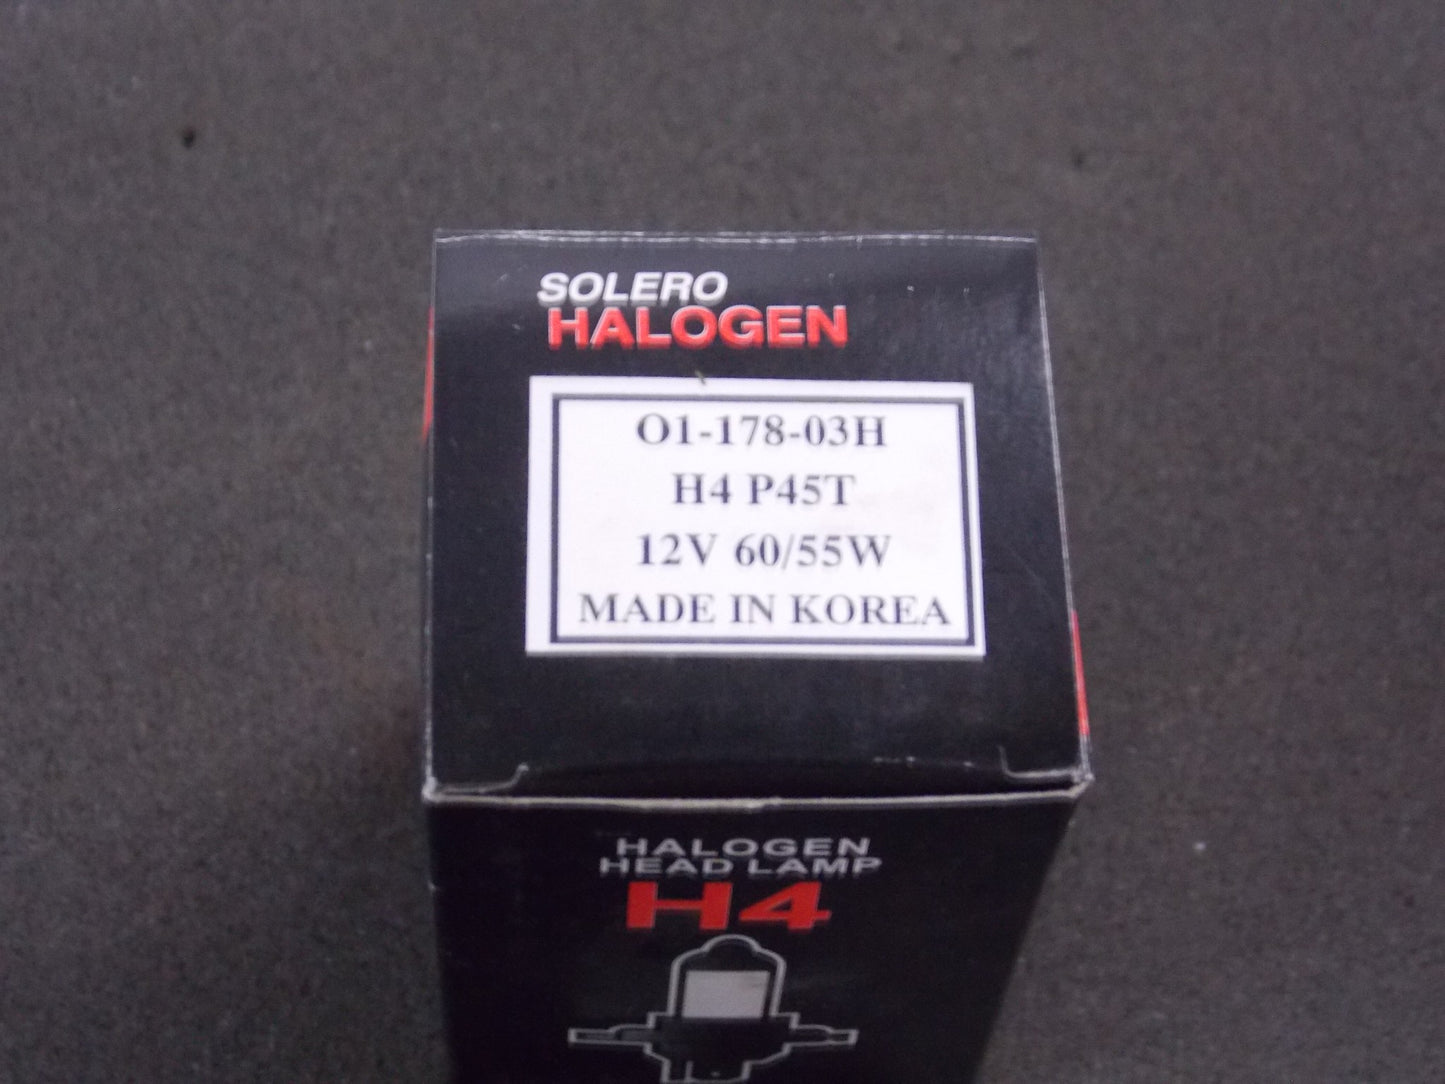 SOLERO
HALOGEN
O1-178-03H
H4 P45T
12V 60/55W
MADE IN KOREA
HALOGEN
HEAD LAMP
H4